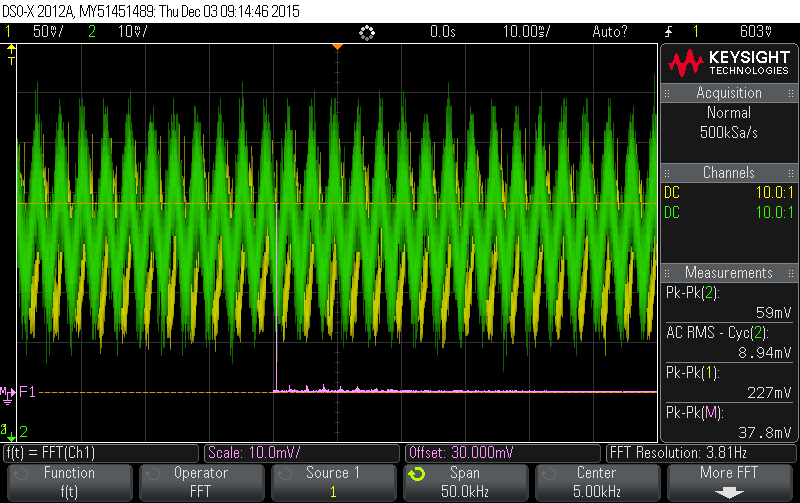 DSO-X 2012A, MY51451489: Thu Dec 03 09:14:46 2015
1 50mV/ 2 10mV/ 0.0s 10.00ms/ Auto? 1 603mV
KEYSIGHT
TECHNOLOGIES
Acquisition
Normal
500kSa/s
Channels
DC 10.0:1
DC 10.0:1
Measurements
Pk-Pk(2):
59mV
AC RMS - Cyc(2):
8.94mV
Pk-Pk(1):
227mV
Pk-Pk(M):
37.8mV
T
M F1
2
f(t) = FFT(Ch1) Scale: 10.0mV/ Offset: 30.000mV FFT Resolution: 3.81Hz
Function
f(t)
Operator
FFT
Source 1
1
Span
50.0kHz
Center
5.00kHz
More FFT